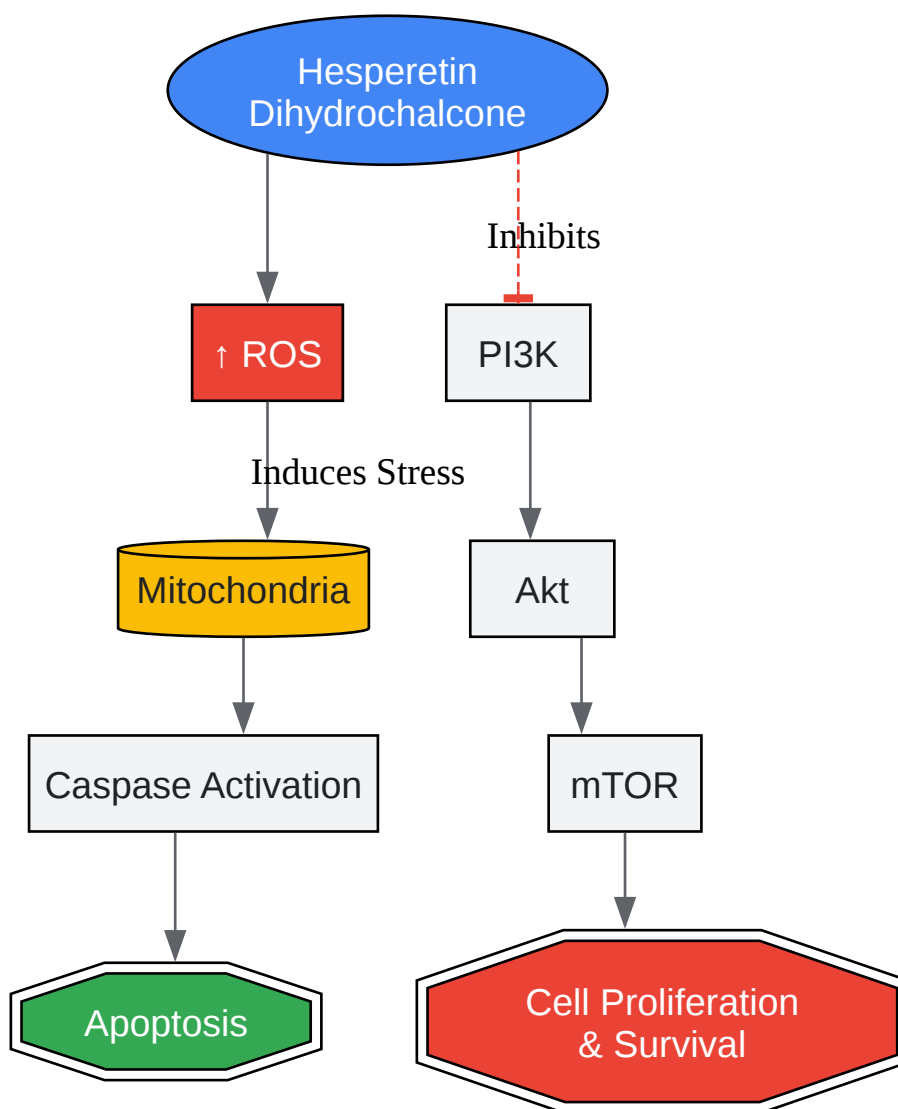 Hesperetin
Dihydrochalcone
Inhibits
↑ ROS
PI3K
Induces Stress
Mitochondria
Akt
Caspase Activation
mTOR
Apoptosis
Cell Proliferation
& Survival